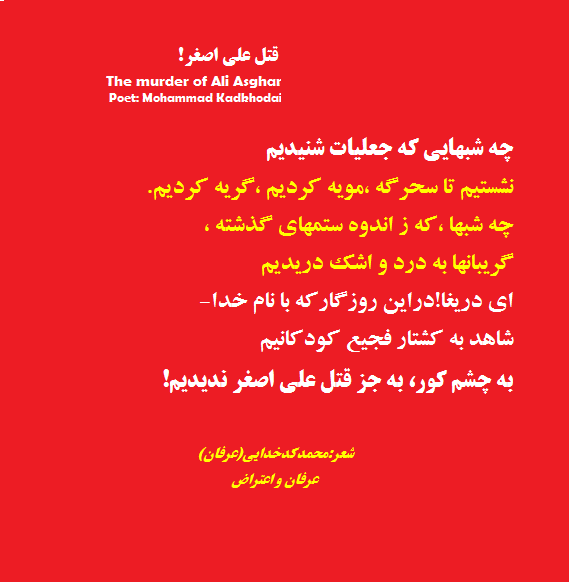 قتل علی اصغر!
The murder of Ali Asghar
Poet: Mohammad Kadkhodai
چه شبهایی که جعلیات شنیدیم
نشستیم تا سحرگه ،مویه کردیم ،گریه کردیم.
چه شبها ،که ز اندوه ستمهای گذشته ،
گریبانها به درد و اشک دریدیم
ای دریغا!دراین روزگارکه با نام خدا-
شاهد به کشتار فجیع کودکانیم
به چشم کور، به جز قتل علی اصغر ندیدیم!
شعر:محمدکدخدایی(عرفان)
عرفان و اعتراض